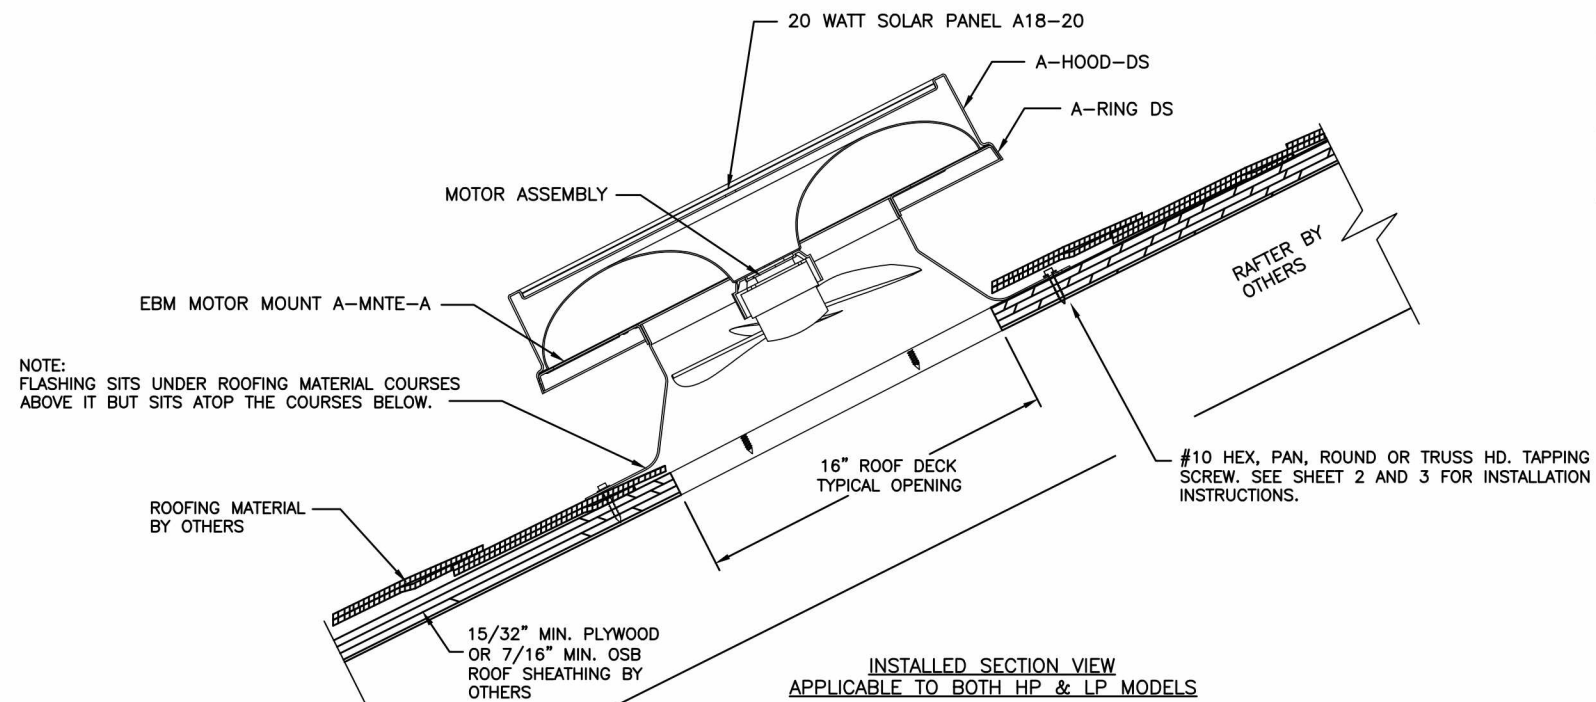 20 WATT SOLAR PANEL A18-20
A-HOOD-DS
A-RING DS
MOTOR ASSEMBLY
EBM MOTOR MOUNT A-MNTE-A
RAFTER BY
OTHERS
NOTE:
FLASHING SITS UNDER ROOFING MATERIAL COURSES
ABOVE IT BUT SITS ATOP THE COURSES BELOW.
16" ROOF DECK
TYPICAL OPENING
#10 HEX, PAN, ROUND OR TRUSS HD. TAPPING
SCREW. SEE SHEET 2 AND 3 FOR INSTALLATION
INSTRUCTIONS.
ROOFING MATERIAL
BY OTHERS
15/32" MIN. PLYWOOD
OR 7/16" MIN. OSB
ROOF SHEATHING BY
OTHERS
INSTALLED SECTION VIEW
APPLICABLE TO BOTH HP & LP MODELS